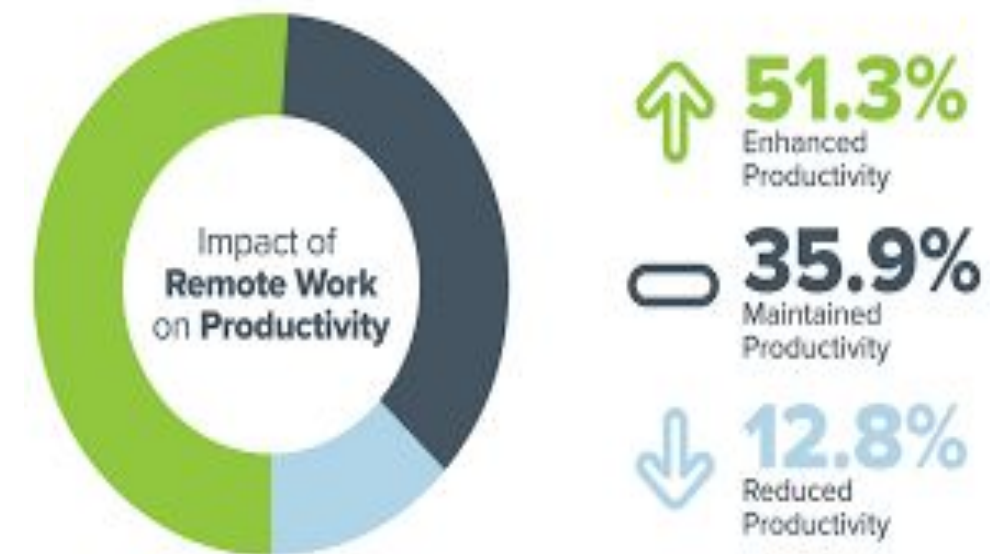 Impact of
Remote Work
on Productivity
51.3%
Enhanced
Productivity
35.9%
Maintained
Productivity
12.8%
Reduced
Productivity